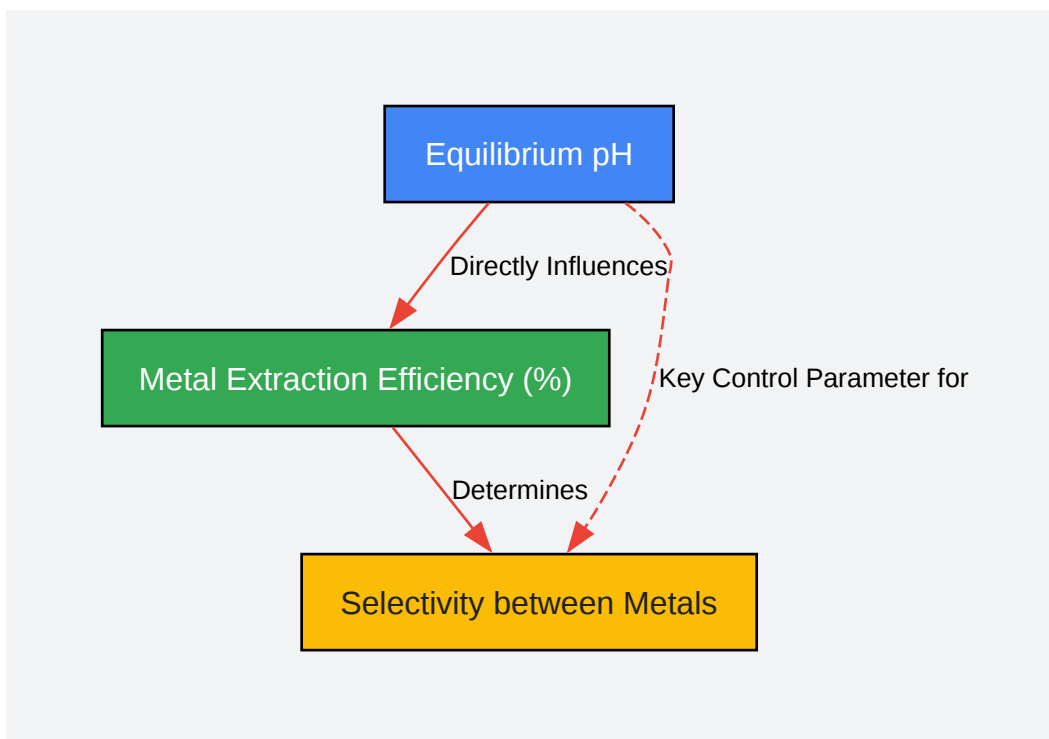 Equilibrium pH
Directly Influences
Metal Extraction Efficiency (%)
Key Control Parameter for
Determines
Selectivity between Metals